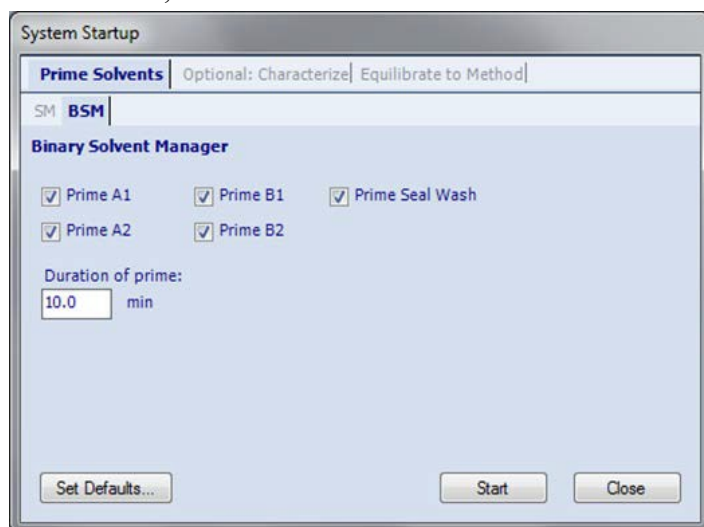 System Startup
Prime Solvents Optional: Characterize Equilibrate to Method
SM BSM
Binary Solvent Manager
Prime A1 Prime B1 Prime Seal Wash
Prime A2 Prime B2
Duration of prime:
10.0 min
Set Defaults... Start Close